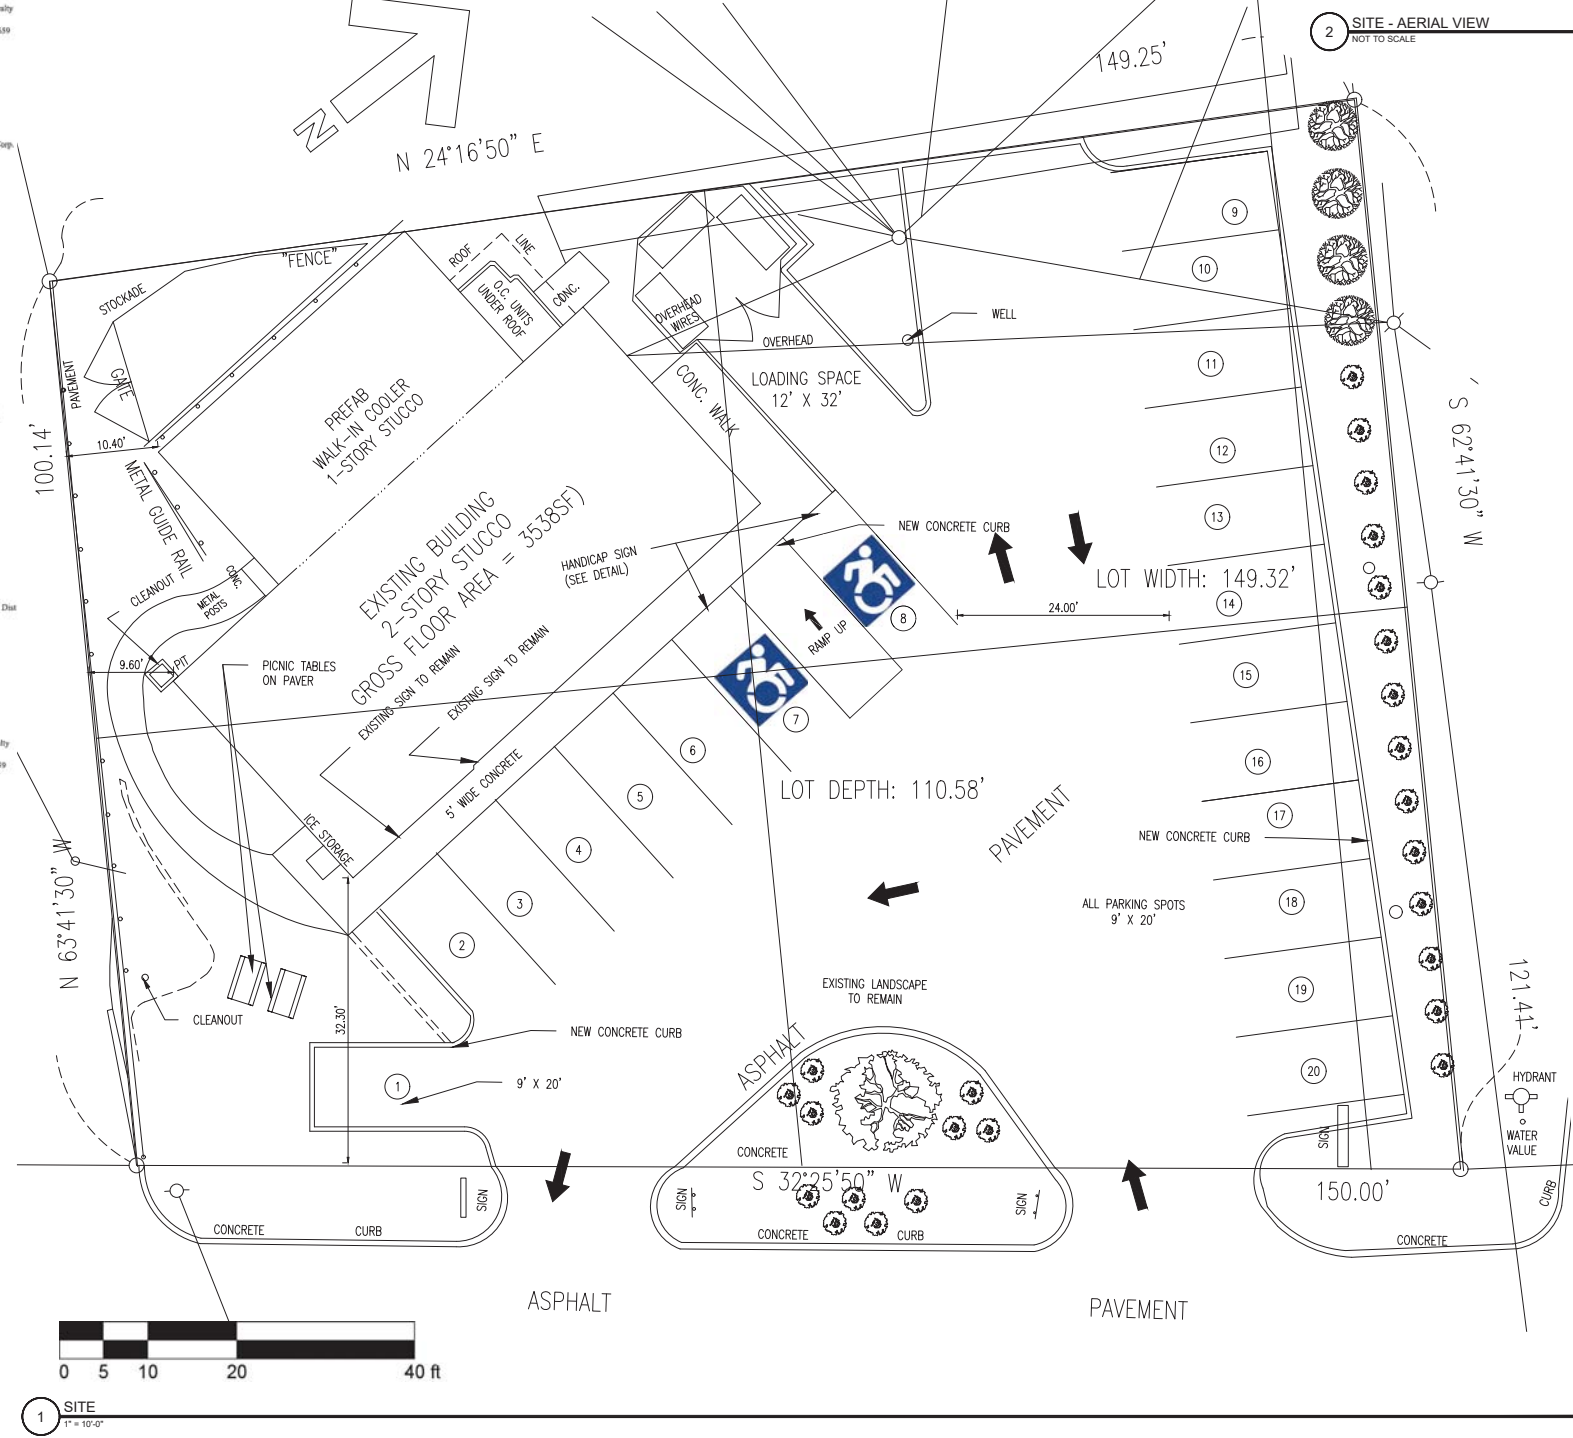 2
SITE - AERIAL VIEW
NOT TO SCALE
149.25'
N
N 24°16'50" E
"FENCE"
STOCKADE
ROOF
LINE
O.C. UNITS
UNDER ROOF
CONC.
OVERHEAD
WIRES
OVERHEAD
WELL
LOADING SPACE
12' X 32'
CONC. WALK
PAVEMENT
GATE
PREFAB
WALK-IN COOLER
1-STORY STUCCO
100.14'
10.40'
METAL GUIDE RAIL
S 62°41'30" W
EXISTING BUILDING
2-STORY STUCCO
GROSS FLOOR AREA = 3538SF)
HANDICAP SIGN
(SEE DETAIL)
NEW CONCRETE CURB
LOT WIDTH: 149.32'
24.00'
CLEANOUT
CONC.
METAL
POSTS
Dist
9.60'
PIT
PICNIC TABLES
ON PAVER
EXISTING SIGN TO REMAIN
EXISTING SIGN TO REMAIN
RAMP UP
5' WIDE CONCRETE
LOT DEPTH: 110.58'
PAVEMENT
NEW CONCRETE CURB
ICE STORAGE
N 63°41'30" W
ALL PARKING SPOTS
9' X 20'
EXISTING LANDSCAPE
TO REMAIN
121.41'
CLEANOUT
32.30'
NEW CONCRETE CURB
9' X 20'
ASPHALT
HYDRANT
WATER
VALUE
CONCRETE
S 32°25'50" W
150.00'
SIGN
SIGN
SIGN
SIGN
CONCRETE
CURB
CONCRETE
CURB
CONCRETE
CURB
ASPHALT
PAVEMENT
1
2
3
4
5
6
7
8
9
10
11
12
13
14
15
16
17
18
19
20
0 5 10 20 40 ft
1
SITE
1" = 10'-0"